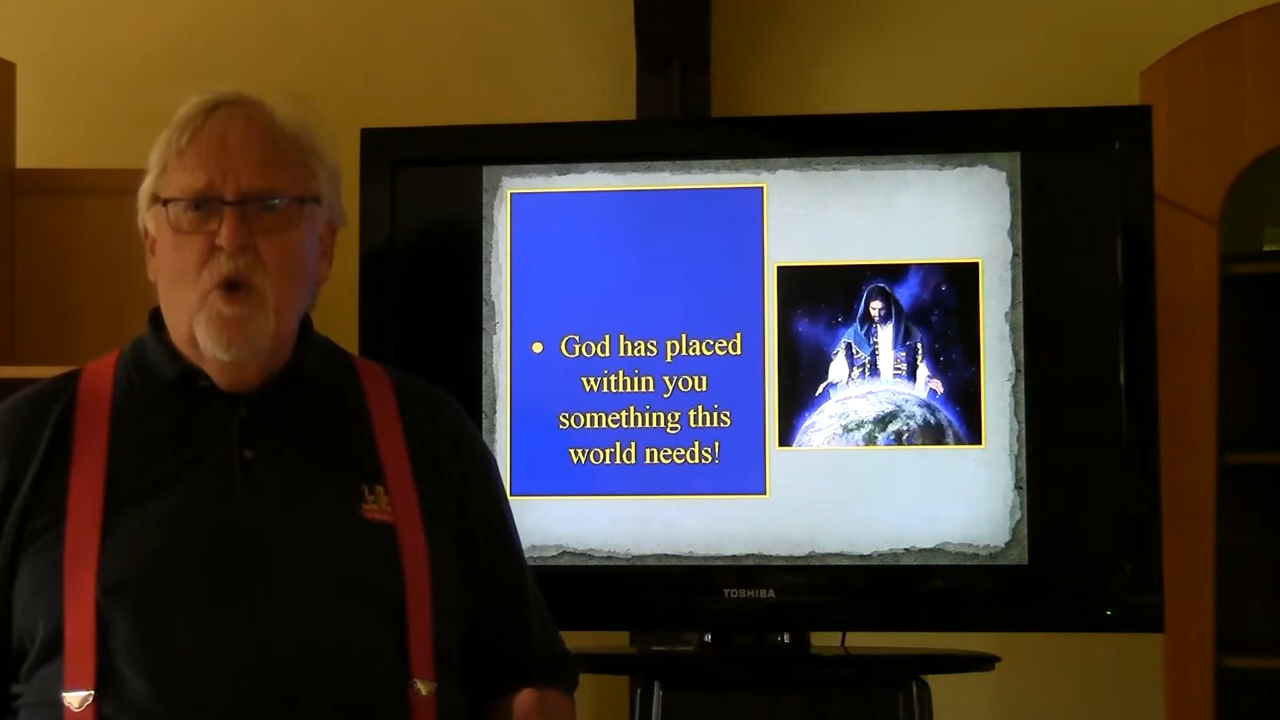 • God has placed
within you
something this
world needs!
TOSHIBA